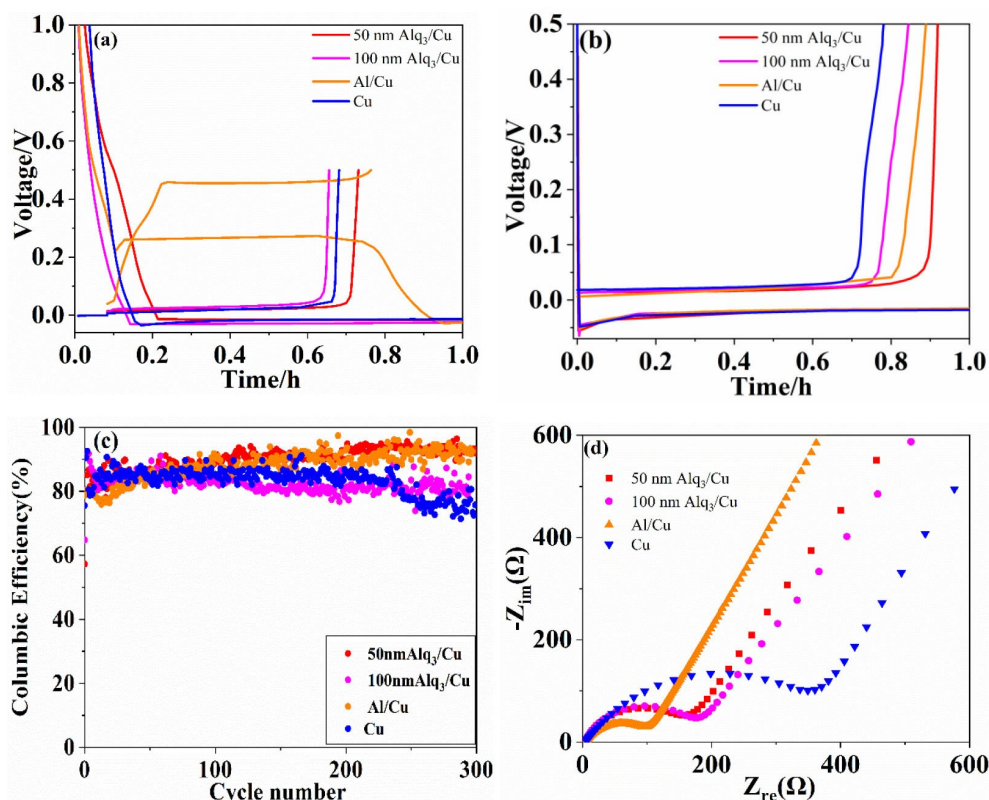 (a)
50 nm Alq₃/Cu
100 nm Alq₃/Cu
Al/Cu
Cu
Voltage/V
1.0
0.8
0.6
0.4
0.2
0.0
0.0 0.2 0.4 0.6 0.8 1.0
Time/h
(b)
50 nm Alq₃/Cu
100 nm Alq₃/Cu
Al/Cu
Cu
Voltage/V
0.5
0.4
0.3
0.2
0.1
0.0
0.0 0.2 0.4 0.6 0.8 1.0
Time/h
(c)
Columbic Efficiency(%)
100
80
60
40
20
0
50nmAlq₃/Cu
100nmAlq₃/Cu
Al/Cu
Cu
0 100 200 300
Cycle number
(d)
50 nm Alq₃/Cu
100 nm Alq₃/Cu
Al/Cu
Cu
-Z_im(Ω)
600
400
200
0
0 200 400 600
Z_re(Ω)